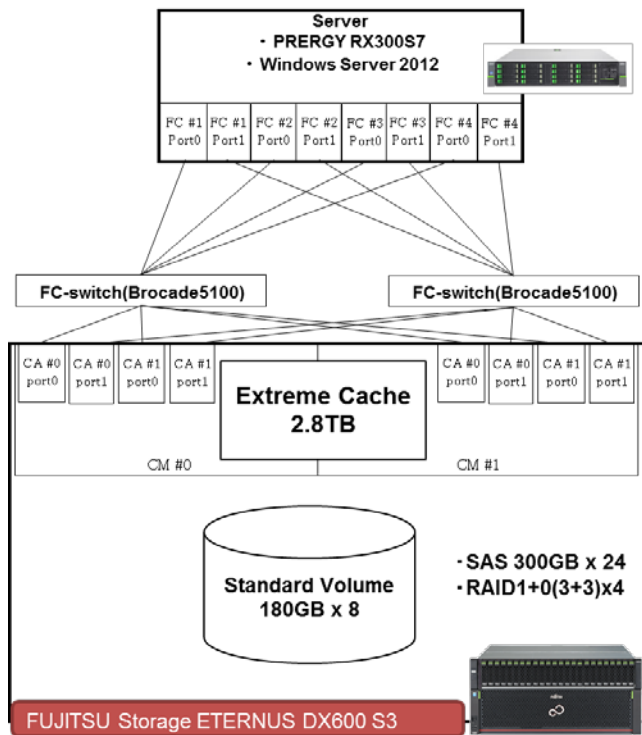 Server
・ PRERGY RX300S7
・ Windows Server 2012
FC #1 Port0
FC #1 Port1
FC #2 Port0
FC #2 Port1
FC #3 Port0
FC #3 Port1
FC #4 Port0
FC #4 Port1
FC-switch(Brocade5100)
FC-switch(Brocade5100)
CA #0 port0
CA #0 port1
CA #1 port0
CA #1 port1
Extreme Cache
2.8TB
CA #0 port0
CA #0 port1
CA #1 port0
CA #1 port1
CM #0
CM #1
Standard Volume
180GB x 8
・SAS 300GB x 24
・RAID1+0(3+3)x4
FUJITSU Storage ETERNUS DX600 S3